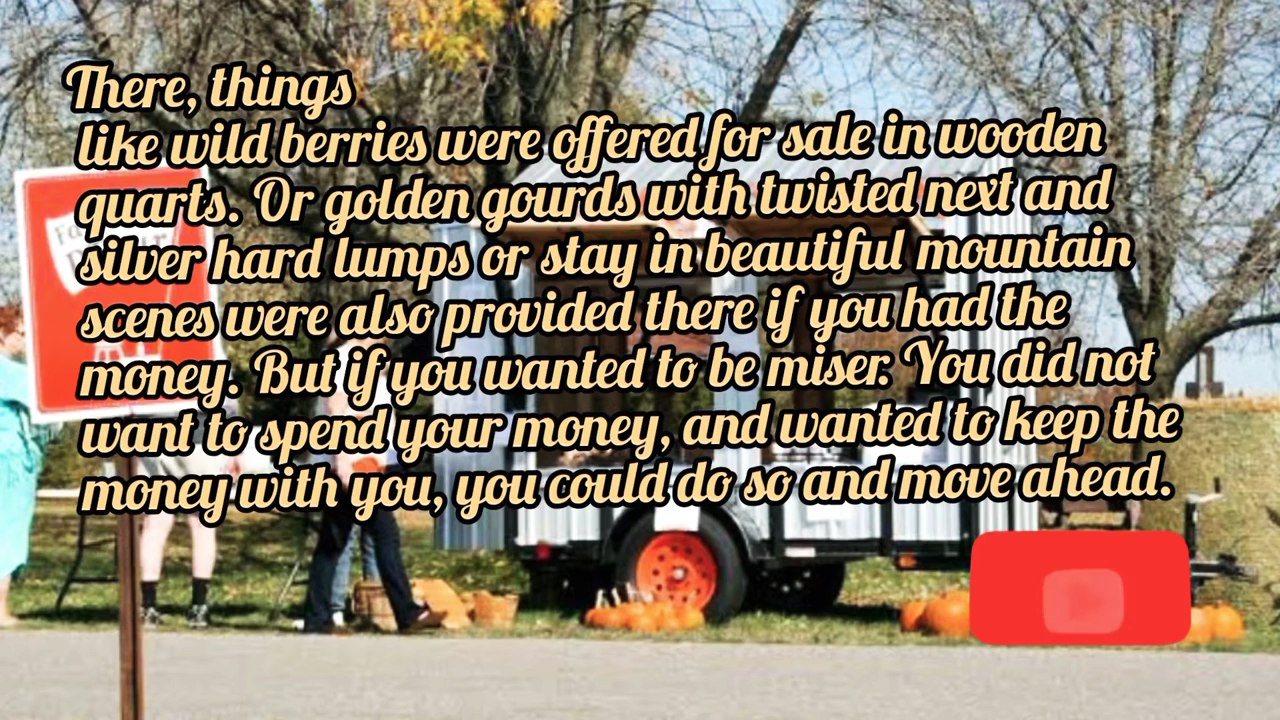 There, things
like wild berries were offered for sale in wooden
quarts. Or golden gourds with twisted next and
silver hard lumps or stay in beautiful mountain
scenes were also provided there if you had the
money. But if you wanted to be miser. You did not
want to spend your money, and wanted to keep the
money with you, you could do so and move ahead.